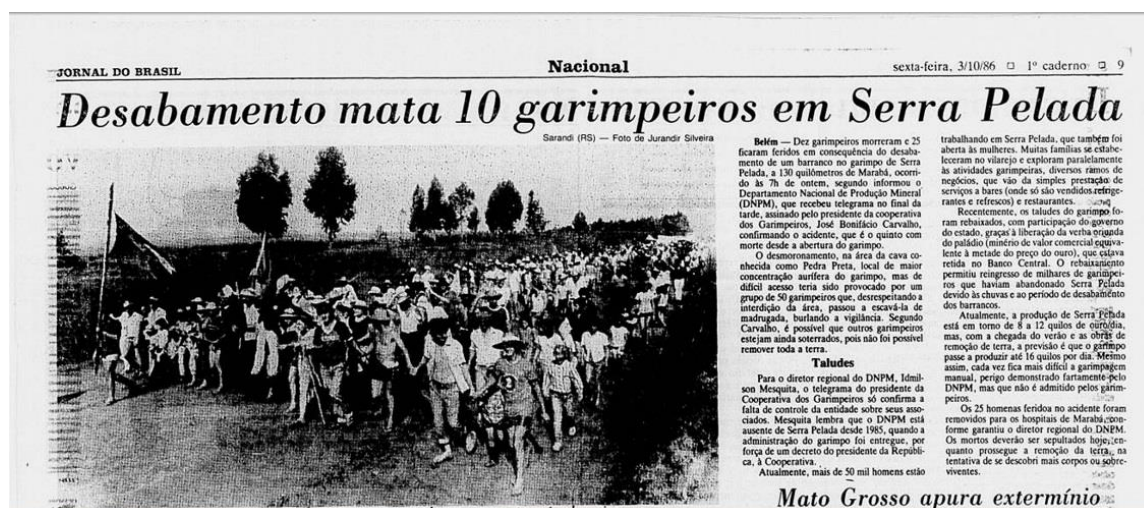 JORNAL DO BRASIL
Nacional
sexta-feira, 3/10/86 □ 1º caderno □ 9
Desabamento mata 10 garimpeiros em Serra Pelada
Sarandi (RS) — Foto de Jurandir Silveira
Belém — Dez garimpeiros morreram e 25
ficaram feridos em consequência do desaba-
mento de um barranco no garimpo de Serra
Pelada, a 130 quilômetros de Marabá, ocorri-
do às 7h de ontem, segundo informou o
Departamento Nacional de Produção Mineral
(DNPM), que recebeu telegrama no final da
tarde, assinado pelo presidente da cooperativa
dos Garimpeiros, José Bonifácio Carvalho,
confirmando o acidente, que é o quinto com
morte desde a abertura do garimpo.
O desmoronamento, na área da cava co-
nhecida como Pedra Preta, local de maior
concentração aurífera do garimpo, mas de
difícil acesso teria sido provocado por um
grupo de 50 garimpeiros que, desrespeitando a
interdição da área, passou a escavá-la de
madrugada, burlando a vigilância. Segundo
Carvalho, é possível que outros garimpeiros
estejam ainda soterrados, pois não foi possível
remover toda a terra.
Taludes
Para o diretor regional do DNPM, Idmil-
son Mesquita, o telegrama do presidente da
Cooperativa dos Garimpeiros só confirma a
falta de controle da entidade sobre seus asso-
ciados. Mesquita lembra que o DNPM está
ausente de Serra Pelada desde 1985, quando a
administração do garimpo foi entregue, por
força de um decreto do presidente da Repúbli-
ca, à Cooperativa.
Atualmente, mais de 50 mil homens estão
trabalhando em Serra Pelada, que também foi
aberta às mulheres. Muitas famílias se estabe-
leceram no vilarejo e exploram paralelamente
às atividades garimpeiras, diversos ramos de
negócios, que vão da simples prestação de
serviços a bares (onde só são vendidos refrige-
rantes e refrescos) e restaurantes.
Recentemente, os taludes do garimpo fo-
ram rebaixados, com participação do governo
do estado, graças à liberação da verba oriunda
do paládio (minério de valor comercial equiva-
lente à metade do preço do ouro), que estava
retida no Banco Central. O rebaixamento
permitiu reingresso de milhares de garimpei-
ros que haviam abandonado Serra Pelada
devido às chuvas e ao período de desabamento
dos barrancos.
Atualmente, a produção de Serra Pelada
está em torno de 8 a 12 quilos de ouro/dia,
mas, com a chegada do verão e as obras de
remoção de terra, a previsão é que o garimpo
passe a produzir até 16 quilos por dia. Mesmo
assim, cada vez fica mais difícil a garimpagem
manual, perigo demonstrado fartamente pelo
DNPM, mas que não é admitido pelos garim-
peiros.
Os 25 homenas feridoa no acidente foram
removidos para os hospitais de Marabá, con-
forme garantiu o diretor regional do DNPM.
Os mortos deverão ser sepultados hoje, en-
quanto prossegue a remoção da terra, na
tentativa de se descobri mais corpos ou sobre-
viventes.
Mato Grosso apura extermínio